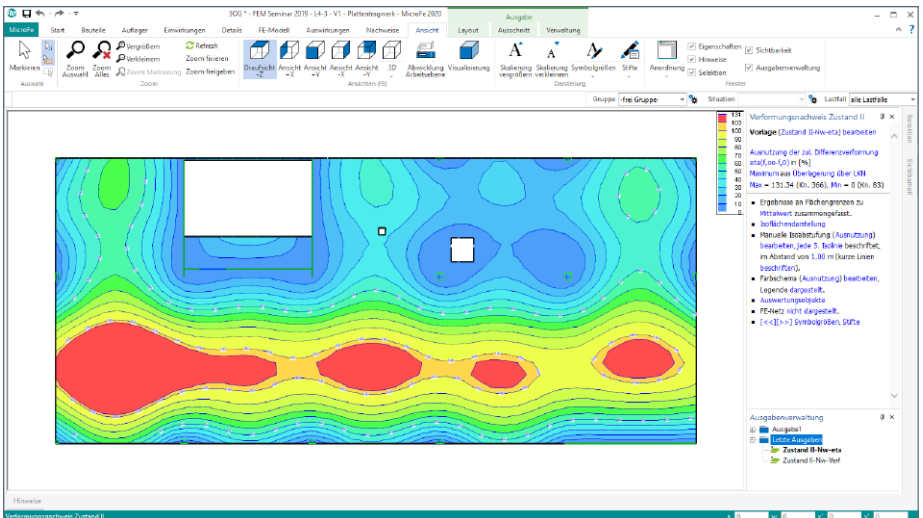 3OG * - FEM Seminar 2019 - L4-3 - V1 - Plattentragwerk - MicroFe 2020
Ausgabe
MicroFe Start Bauteile Auflager Einwirkungen Details FE-Modell Auswirkungen Nachweise Ansicht Layout Ausschnitt Verwaltung
Markieren
Zoom Auswahl
Zoom Alles
Vergrößern
Verkleinern
Zoom Markierung
Refresh
Zoom fixieren
Zoom freigeben
Draufsicht -Z
Ansicht +X
Ansicht +Y
Ansicht -X
Ansicht -Y
3D
Abwicklung Arbeitsebene
Visualisierung
Skalierung vergrößern
Skalierung verkleinern
Symbolgrößen
Stifte
Anordnung
Eigenschaften
Hinweise
Selektion
Sichtbarkeit
Ausgabenverwaltung
Auswahl Zoom Ansichten (F8) Darstellung Fenster
Gruppe -frei Gruppe- Situation Lastfall alle Lastfälle
131
103
100
90
80
70
60
50
40
30
20
10
0
Verformungsnachweis Zustand II
Vorlage (Zustand II-Nw-eta) bearbeiten
Ausnutzung der zul. Differenzverformung
eta(f,oo-f,0) in [%]
Maximum aus Überlagerung über LKN
Max = 131.34 (Kn. 366), Min = 0 (Kn. 83)
Ergebnisse an Flächengrenzen zu
Mittelwert zusammengefasst.
Isoflächendarstellung
Manuelle Isoabstufung (Ausnutzung)
bearbeiten, jede 5. Isolinie beschriftet,
im Abstand von 1.00 m (kurze Linien
beschriften).
Farbschema (Ausnutzung) bearbeiten,
Legende dargestellt.
Auswertungsobjekte
FE-Netz nicht dargestellt.
[<<][>>] Symbolgrößen, Stifte
Selektion
Sichtbarkeit
Ausgabenverwaltung
Ausgabe1
Letzte Ausgaben
Zustand II-Nw-eta
Zustand II-Nw-Verf
Hinweise
Verformungsnachweis Zustand II